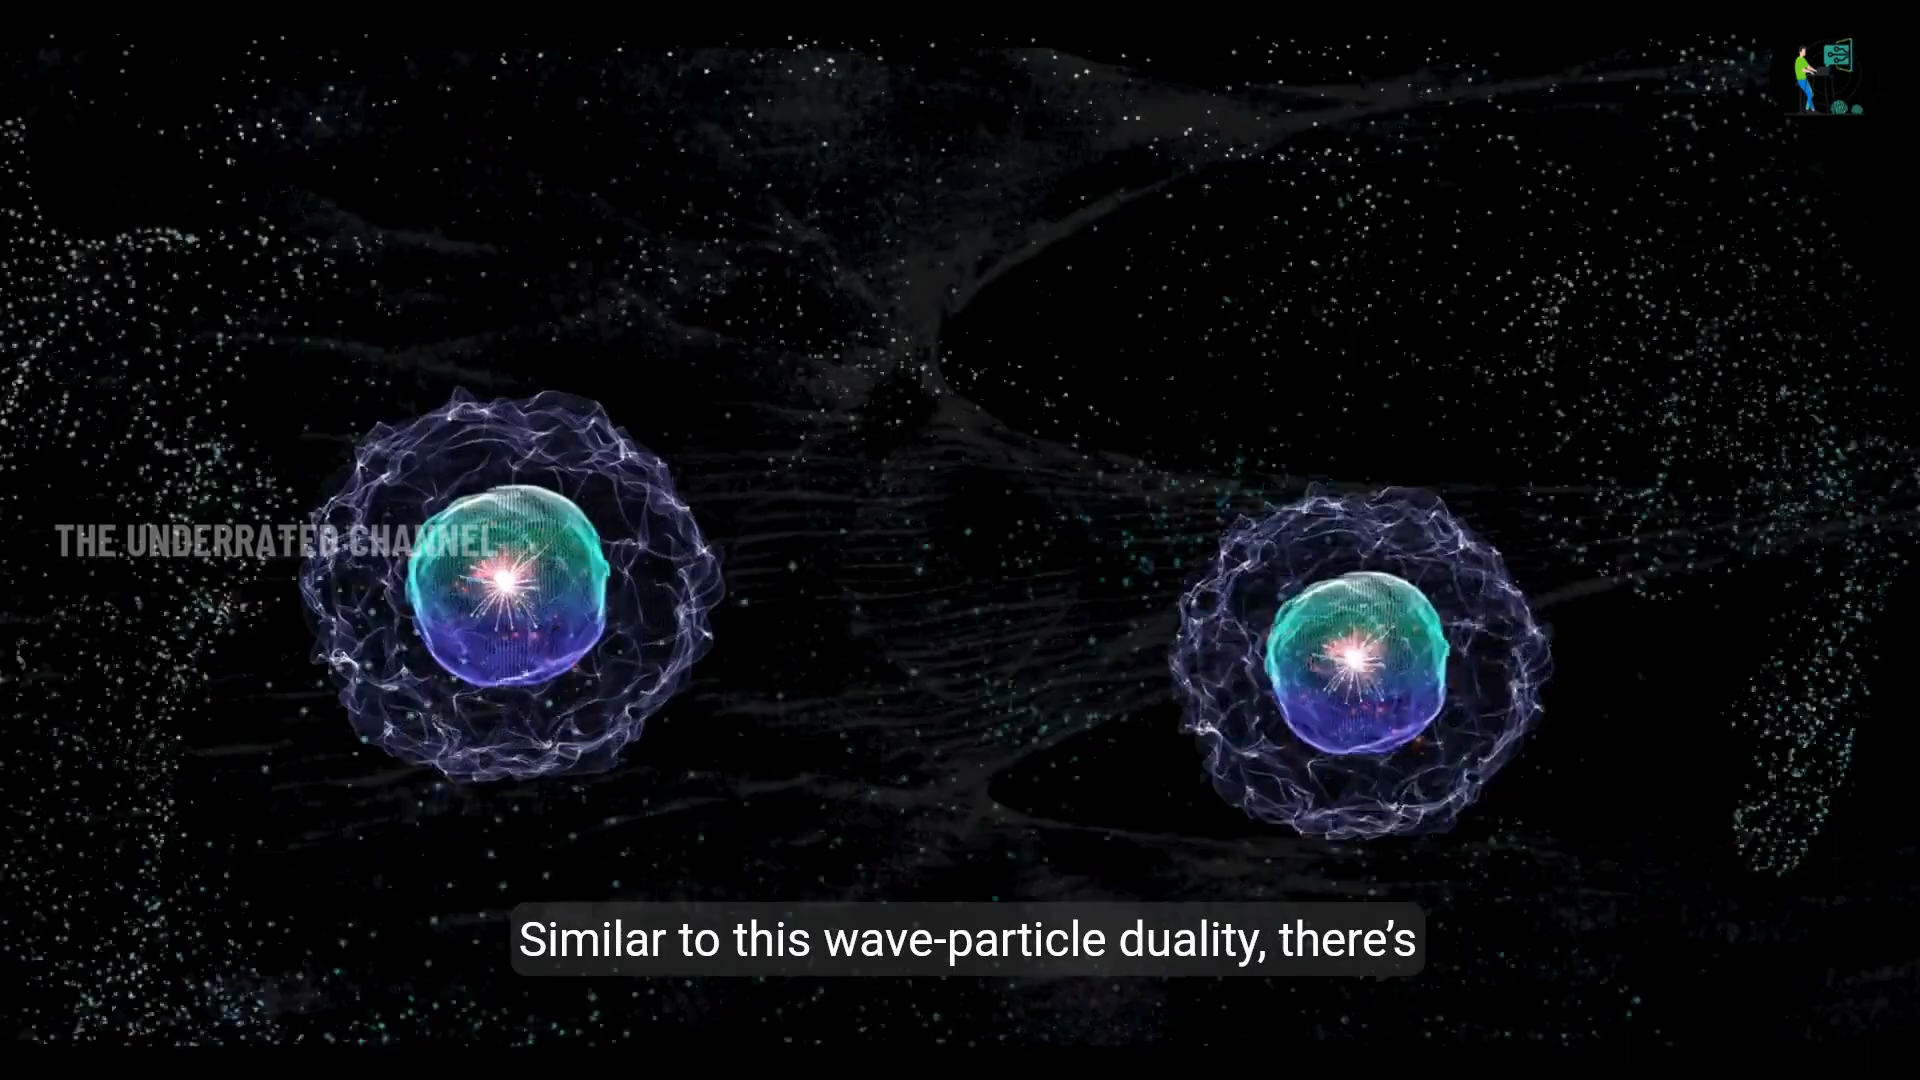 THE UNDERRATED CHANNEL
Similar to this wave-particle duality, there’s